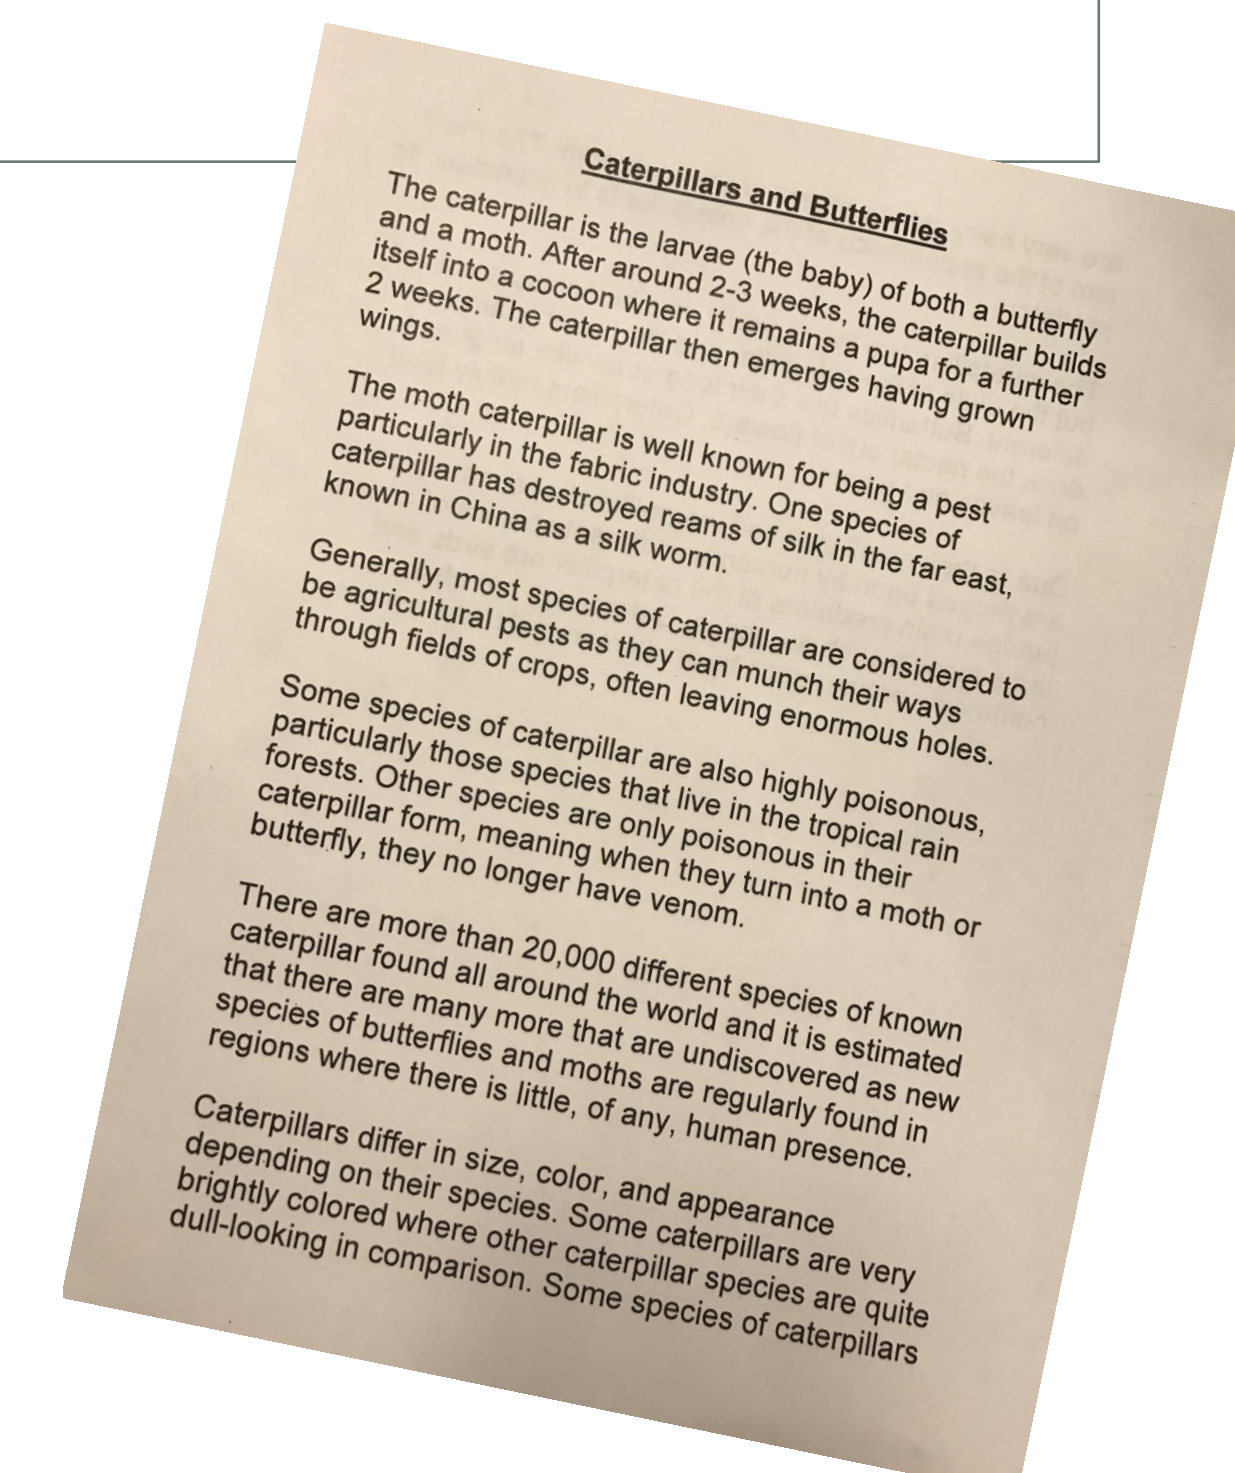 Caterpillars and Butterflies
The caterpillar is the larvae (the baby) of both a butterfly
and a moth. After around 2-3 weeks, the caterpillar builds
itself into a cocoon where it remains a pupa for a further
2 weeks. The caterpillar then emerges having grown
wings.
The moth caterpillar is well known for being a pest
particularly in the fabric industry. One species of
caterpillar has destroyed reams of silk in the far east,
known in China as a silk worm.
Generally, most species of caterpillar are considered to
be agricultural pests as they can munch their ways
through fields of crops, often leaving enormous holes.
Some species of caterpillar are also highly poisonous,
particularly those species that live in the tropical rain
forests. Other species are only poisonous in their
caterpillar form, meaning when they turn into a moth or
butterfly, they no longer have venom.
There are more than 20,000 different species of known
caterpillar found all around the world and it is estimated
that there are many more that are undiscovered as new
species of butterflies and moths are regularly found in
regions where there is little, of any, human presence.
Caterpillars differ in size, color, and appearance
depending on their species. Some caterpillars are very
brightly colored where other caterpillar species are quite
dull-looking in comparison. Some species of caterpillars